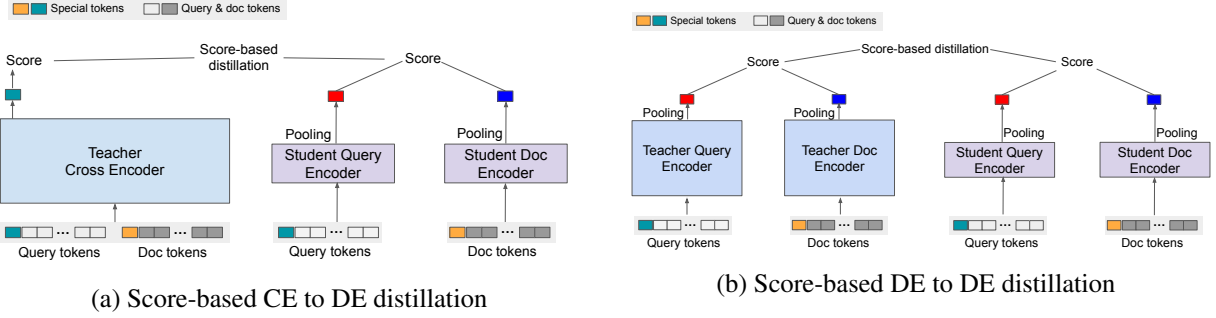 Special tokens Query & doc tokens
Score-based
distillation
Score
Score
Pooling
Pooling
Teacher
Cross Encoder
Student Query
Encoder
Student Doc
Encoder
...
...
...
...
...
...
Query tokens
Doc tokens
Query tokens
Doc tokens
(a) Score-based CE to DE distillation
Special tokens Query & doc tokens
Score-based distillation
Score
Score
Pooling
Pooling
Pooling
Pooling
Teacher Query
Encoder
Teacher Doc
Encoder
Student Query
Encoder
Student Doc
Encoder
...
...
...
...
Query tokens
Doc tokens
Query tokens
Doc tokens
(b) Score-based DE to DE distillation